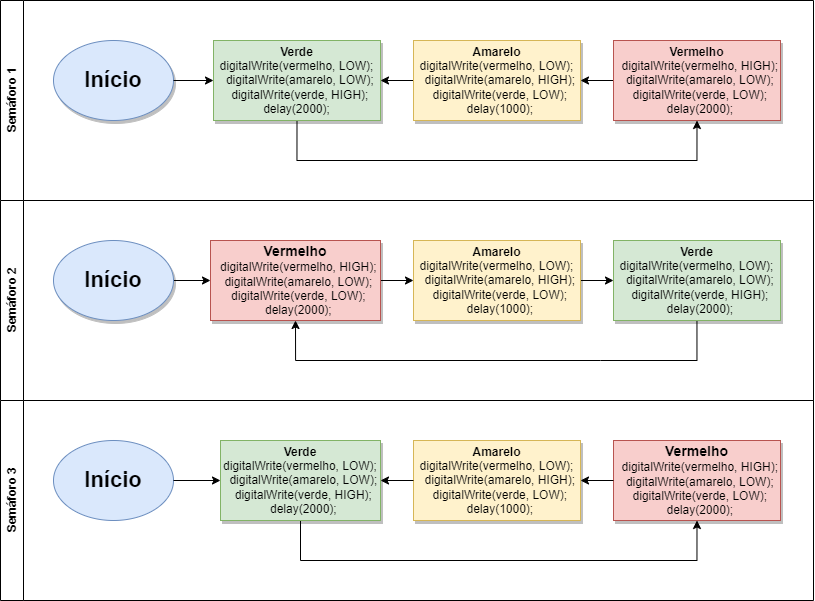 Semáforo 1
Início
Verde
digitalWrite(vermelho, LOW);
digitalWrite(amarelo, LOW);
digitalWrite(verde, HIGH);
delay(2000);
Amarelo
digitalWrite(vermelho, LOW);
digitalWrite(amarelo, HIGH);
digitalWrite(verde, LOW);
delay(1000);
Vermelho
digitalWrite(vermelho, HIGH);
digitalWrite(amarelo, LOW);
digitalWrite(verde, LOW);
delay(2000);
Semáforo 2
Início
Vermelho
digitalWrite(vermelho, HIGH);
digitalWrite(amarelo, LOW);
digitalWrite(verde, LOW);
delay(2000);
Amarelo
digitalWrite(vermelho, LOW);
digitalWrite(amarelo, HIGH);
digitalWrite(verde, LOW);
delay(1000);
Verde
digitalWrite(vermelho, LOW);
digitalWrite(amarelo, LOW);
digitalWrite(verde, HIGH);
delay(2000);
Semáforo 3
Início
Verde
digitalWrite(vermelho, LOW);
digitalWrite(amarelo, LOW);
digitalWrite(verde, HIGH);
delay(2000);
Amarelo
digitalWrite(vermelho, LOW);
digitalWrite(amarelo, HIGH);
digitalWrite(verde, LOW);
delay(1000);
Vermelho
digitalWrite(vermelho, HIGH);
digitalWrite(amarelo, LOW);
digitalWrite(verde, LOW);
delay(2000);